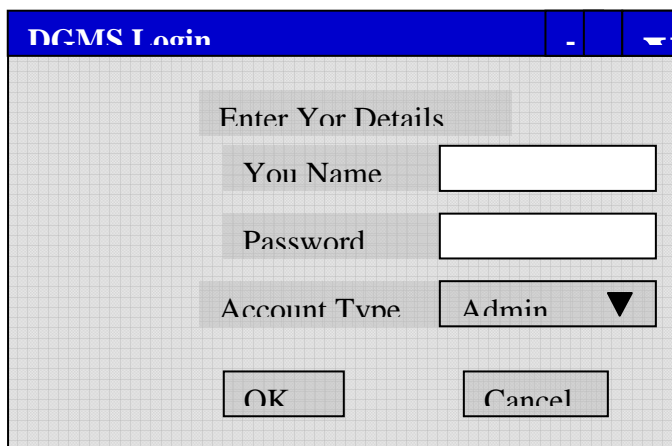 DGMS Login -
Enter Yor Details
You Name
Password
Account Type Admin
OK Cancel